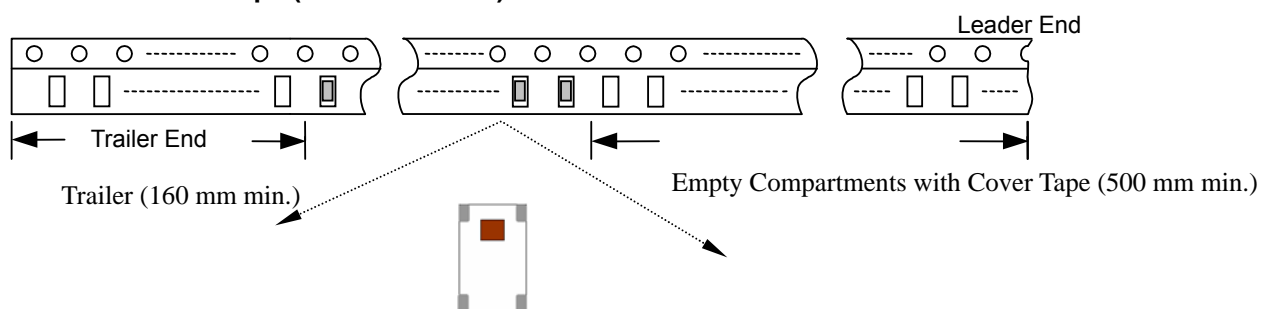 Leader End
Trailer End
Trailer (160 mm min.)
Empty Compartments with Cover Tape (500 mm min.)